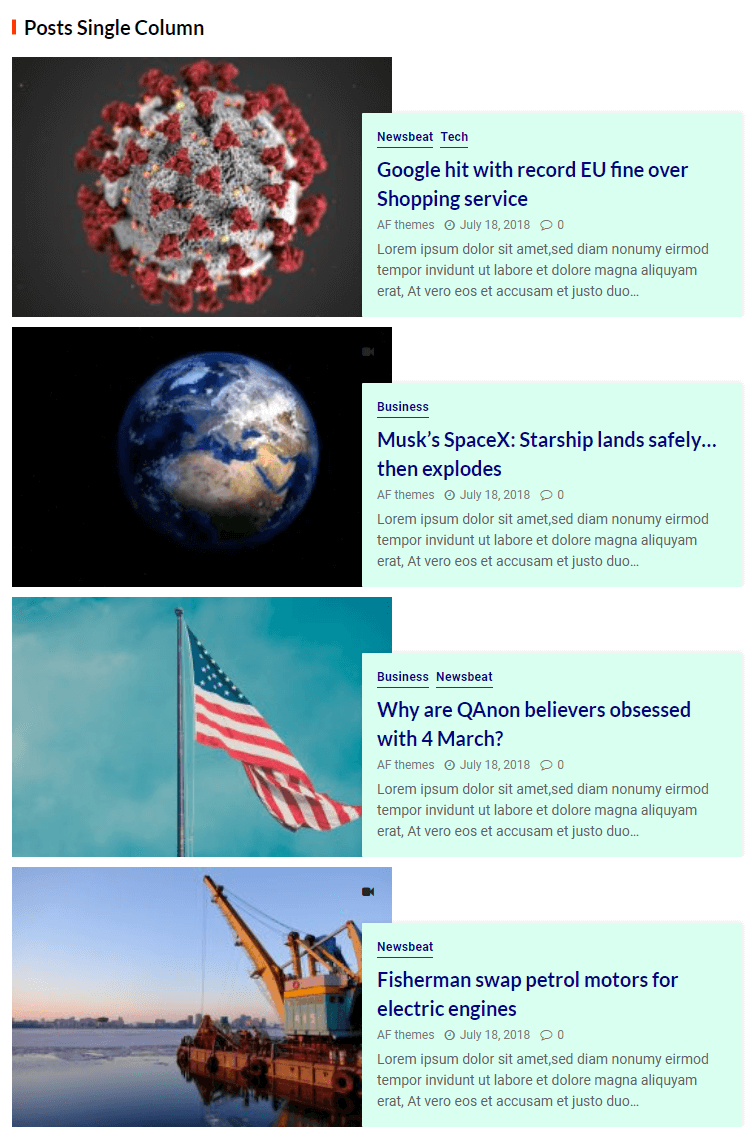 Posts Single Column
Newsbeat Tech
Google hit with record EU fine over
Shopping service
AF themes July 18, 2018 0
Lorem ipsum dolor sit amet,sed diam nonumy eirmod
tempor invidunt ut labore et dolore magna aliquyam
erat, At vero eos et accusam et justo duo...
Business
Musk’s SpaceX: Starship lands safely…
then explodes
AF themes July 18, 2018 0
Lorem ipsum dolor sit amet,sed diam nonumy eirmod
tempor invidunt ut labore et dolore magna aliquyam
erat, At vero eos et accusam et justo duo...
Business Newsbeat
Why are QAnon believers obsessed
with 4 March?
AF themes July 18, 2018 0
Lorem ipsum dolor sit amet,sed diam nonumy eirmod
tempor invidunt ut labore et dolore magna aliquyam
erat, At vero eos et accusam et justo duo...
Newsbeat
Fisherman swap petrol motors for
electric engines
AF themes July 18, 2018 0
Lorem ipsum dolor sit amet,sed diam nonumy eirmod
tempor invidunt ut labore et dolore magna aliquyam
erat, At vero eos et accusam et justo duo...